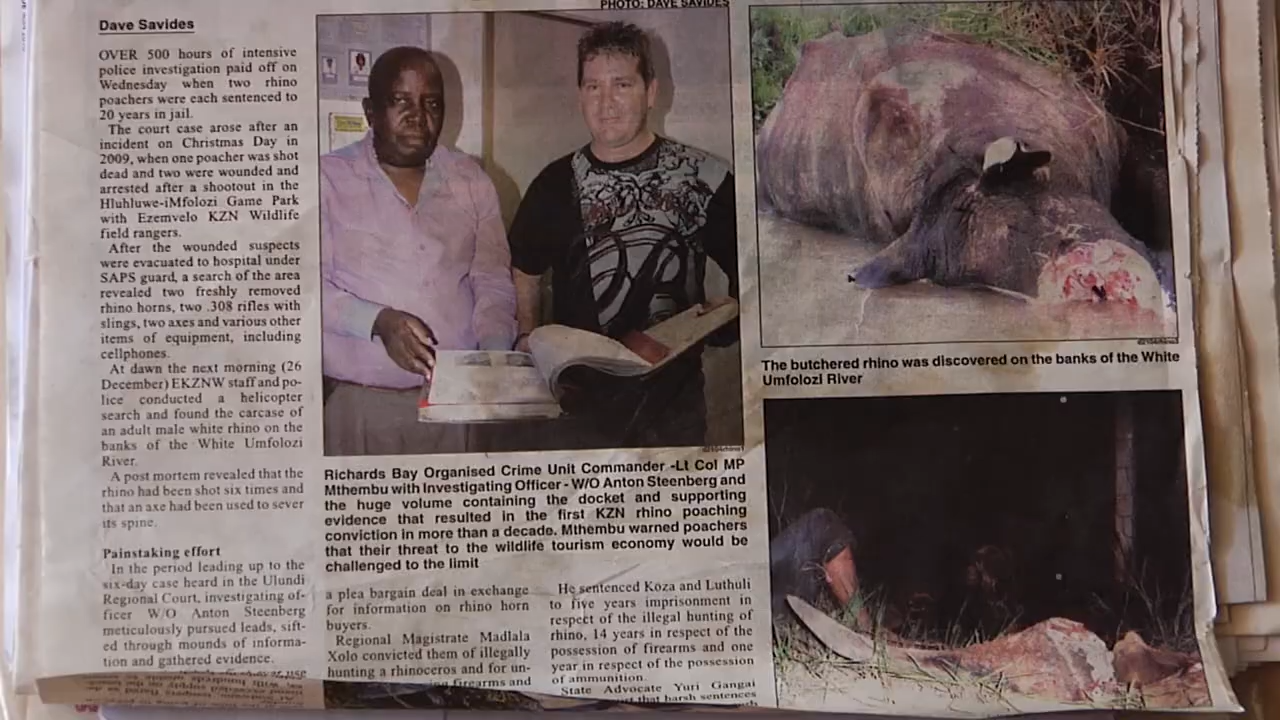 PHOTO: DAVE SAVIDES
Dave Savides
OVER 500 hours of intensive
police investigation paid off on
Wednesday when two rhino
poachers were each sentenced to
20 years in jail.
The court case arose after an
incident on Christmas Day in
2009, when one poacher was shot
dead and two were wounded and
arrested after a shootout in the
Hluhluwe-iMfolozi Game Park
with Ezemvelo KZN Wildlife
field rangers.
After the wounded suspects
were evacuated to hospital under
SAPS guard, a search of the area
revealed two freshly removed
rhino horns, two .308 rifles with
slings, two axes and various other
items of equipment, including
cellphones.
At dawn the next morning (26
December) EKZNW staff and po-
lice conducted a helicopter
search and found the carcase of
an adult male white rhino on the
banks of the White Umfolozi
River.
A post mortem revealed that the
rhino had been shot six times and
that an axe had been used to sever
its spine.
Painstaking effort
In the period leading up to the
six-day case heard in the Ulundi
Regional Court, investigating of-
ficer W/O Anton Steenberg
meticulously pursued leads, sift-
ed through mounds of informa-
tion and gathered evidence.
Richards Bay Organised Crime Unit Commander -Lt Col MP
Mthembu with Investigating Officer - W/O Anton Steenberg and
the huge volume containing the docket and supporting
evidence that resulted in the first KZN rhino poaching
conviction in more than a decade. Mthembu warned poachers
that their threat to the wildlife tourism economy would be
challenged to the limit
a plea bargain deal in exchange
for information on rhino horn
buyers.
Regional Magistrate Madlala
Xolo convicted them of illegally
hunting a rhinoceros and for un-
firearms and
He sentenced Koza and Luthuli
to five years imprisonment in
respect of the illegal hunting of
rhino, 14 years in respect of the
possession of firearms and one
year in respect of the possession
of ammunition.
State Advocate Yuri Gangai
that harsh sentences
The butchered rhino was discovered on the banks of the White
Umfolozi River